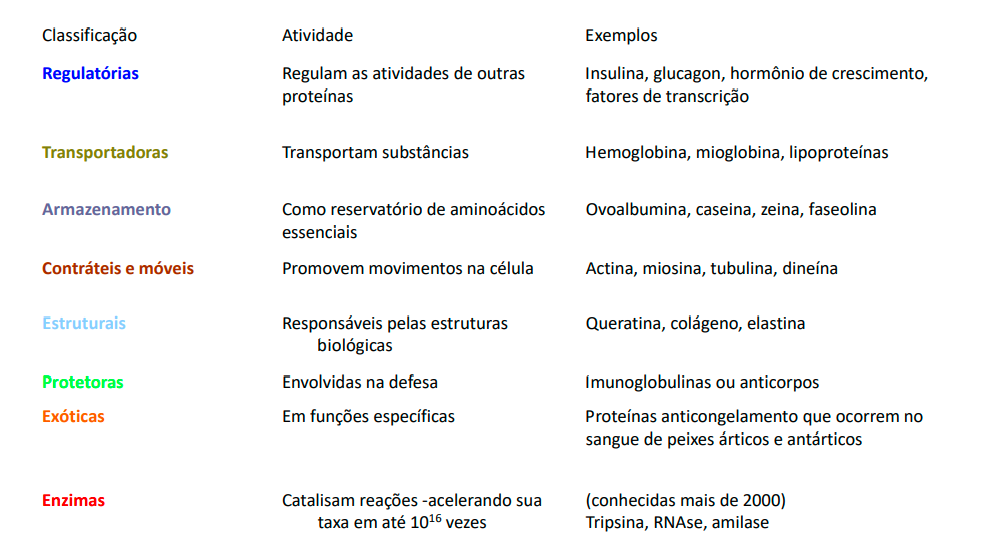 Classificação Atividade Exemplos
Regulatórias Regulam as atividades de outras Insulina, glucagon, hormônio de crescimento,
proteínas fatores de transcrição
Transportadoras Transportam substâncias Hemoglobina, mioglobina, lipoproteínas
Armazenamento Como reservatório de aminoácidos Ovoalbumina, caseina, zeina, faseolina
essenciais
Contráteis e móveis Promovem movimentos na célula Actina, miosina, tubulina, dineína
Estruturais Responsáveis pelas estruturas Queratina, colágeno, elastina
biológicas
Protetoras Envolvidas na defesa Imunoglobulinas ou anticorpos
Exóticas Em funções específicas Proteínas anticongelamento que ocorrem no
sangue de peixes árticos e antárticos
Enzimas Catalisam reações -acelerando sua (conhecidas mais de 2000)
taxa em até 10¹⁶ vezes Tripsina, RNAse, amilase